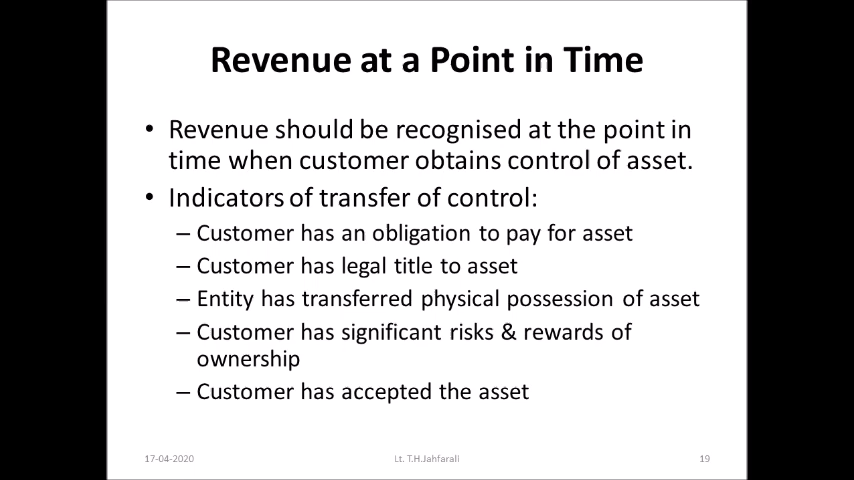 Revenue at a Point in Time
• Revenue should be recognised at the point in
time when customer obtains control of asset.
• Indicators of transfer of control:
– Customer has an obligation to pay for asset
– Customer has legal title to asset
– Entity has transferred physical possession of asset
– Customer has significant risks & rewards of
ownership
– Customer has accepted the asset
17-04-2020
Lt. T.H.Jahfarali
19